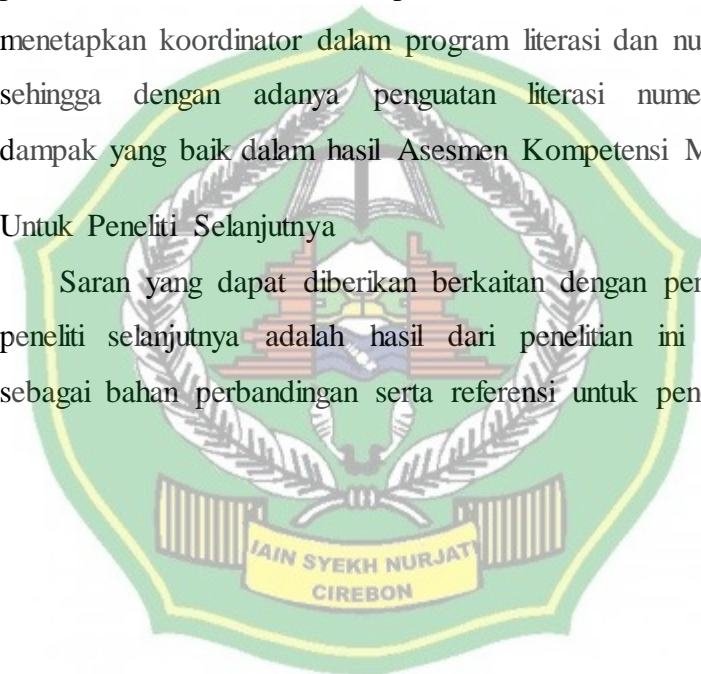 menetapkan koordinator dalam program literasi dan nu
sehingga dengan adanya penguatan literasi nume
dampak yang baik dalam hasil Asesmen Kompetensi M
Untuk Peneliti Selanjutnya
Saran yang dapat diberikan berkaitan dengan per
peneliti selanjutnya adalah hasil dari penelitian ini
sebagai bahan perbandingan serta referensi untuk pen
IAIN SYEKH NURJATI
CIREBON